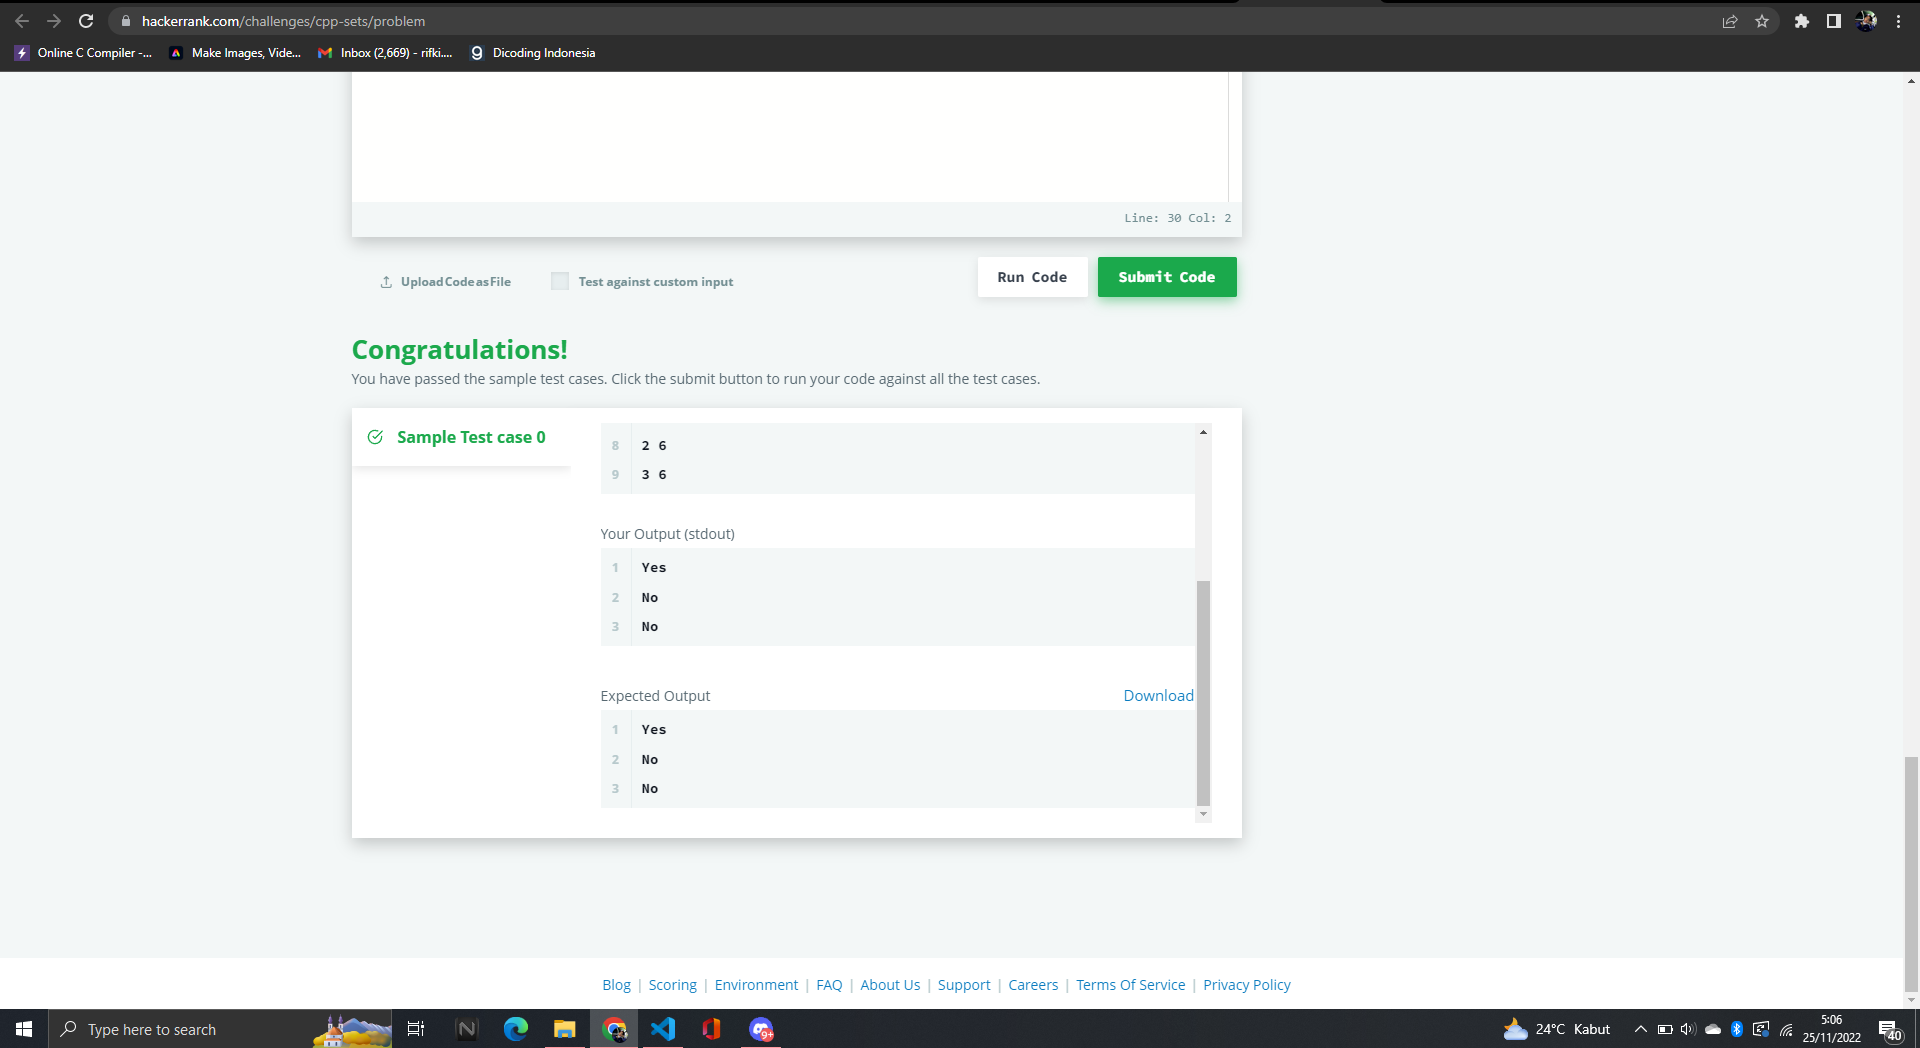 hackerrank.com/challenges/cpp-sets/problem
Online C Compiler -...
Make Images, Vide...
Inbox (2,669) - rifki....
Dicoding Indonesia
Line: 30 Col: 2
Upload Code as File
Test against custom input
Run Code
Submit Code
Congratulations!
You have passed the sample test cases. Click the submit button to run your code against all the test cases.
Sample Test case 0
8 2 6
9 3 6
Your Output (stdout)
1 Yes
2 No
3 No
Expected Output
Download
1 Yes
2 No
3 No
Blog | Scoring | Environment | FAQ | About Us | Support | Careers | Terms Of Service | Privacy Policy
Type here to search
9+
24°C Kabut
5:06
25/11/2022
40